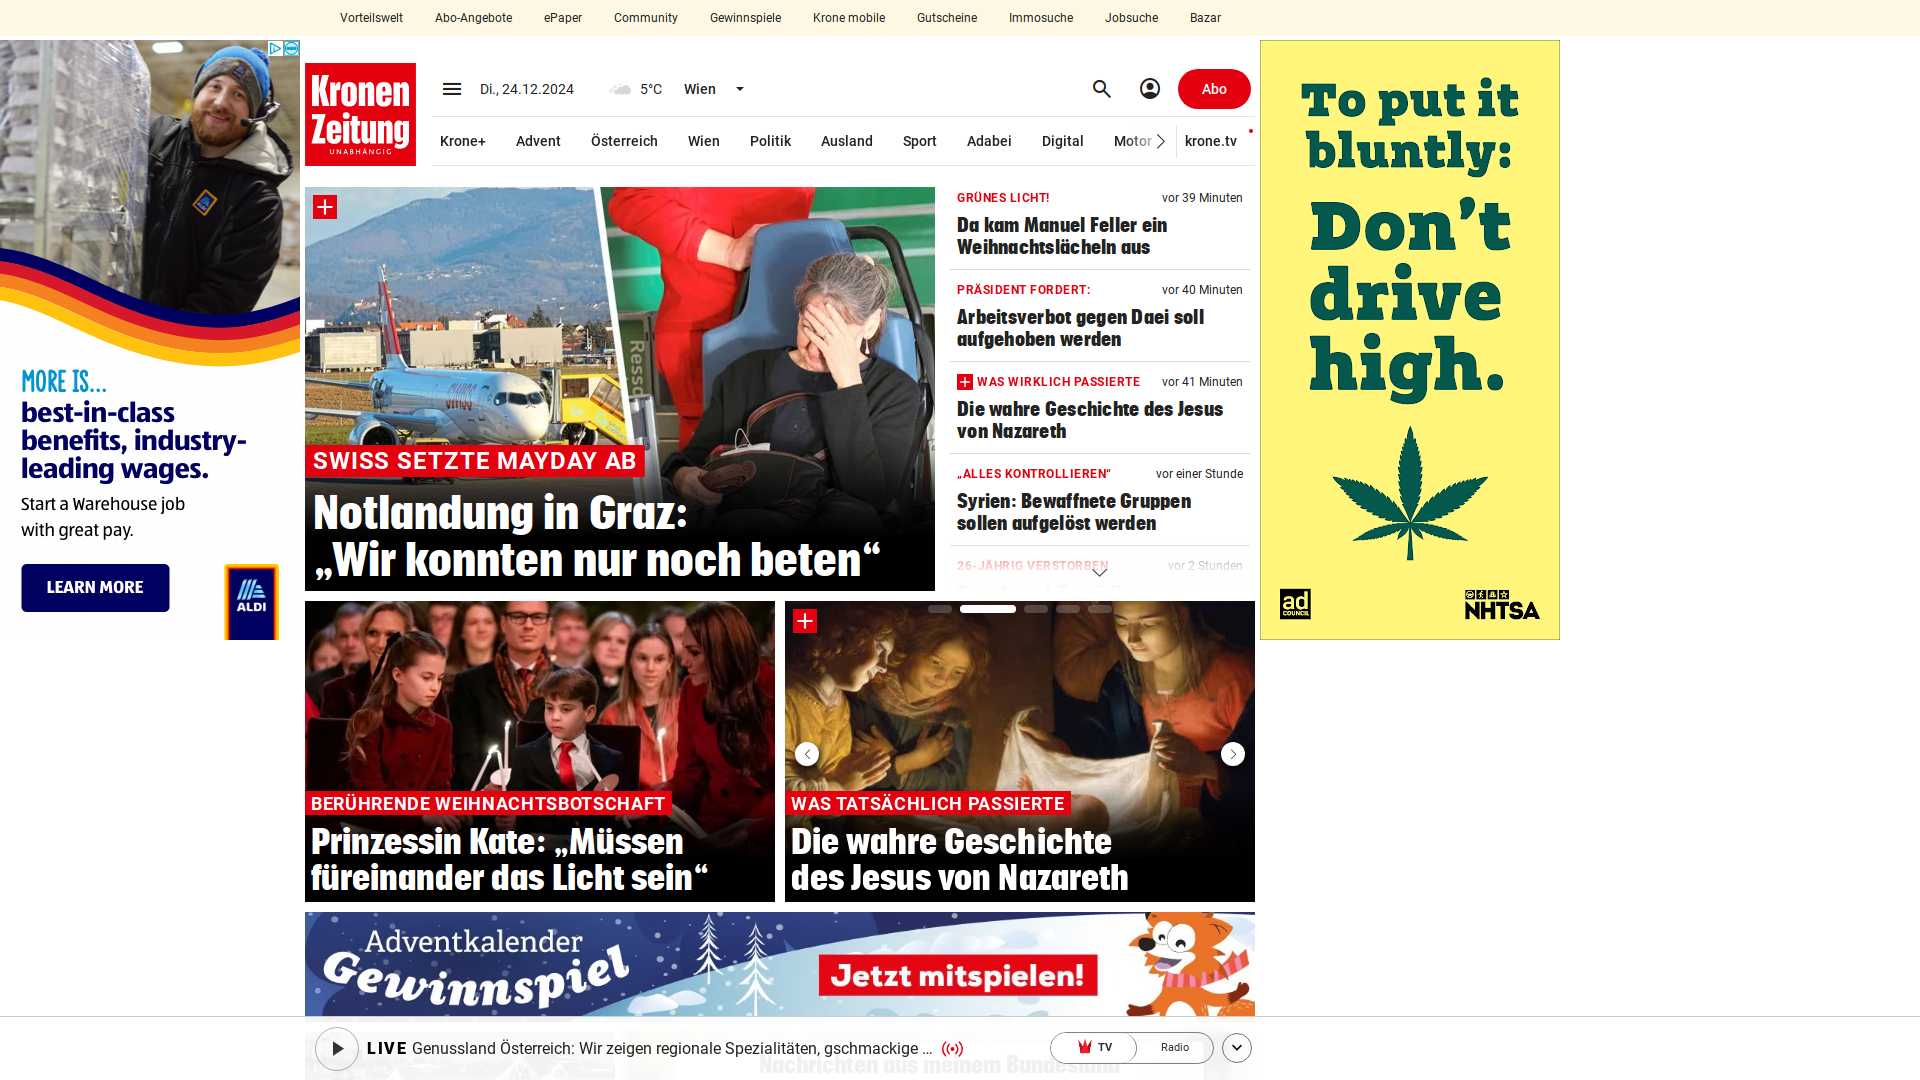 Vorteilswelt
Abo-Angebote
ePaper
Community
Gewinnspiele
Krone mobile
Gutscheine
Immosuche
Jobsuche
Bazar
MORE IS...
best-in-class
benefits, industry-
leading wages.
Start a Warehouse job
with great pay.
LEARN MORE
ALDI
Kronen
Zeitung
UNABHÄNGIG
Di., 24.12.2024
5°C
Wien
Abo
Krone+
Advent
Österreich
Wien
Politik
Ausland
Sport
Adabei
Digital
Motor
krone.tv
SWISS SETZTE MAYDAY AB
Notlandung in Graz:
„Wir konnten nur noch beten“
GRÜNES LICHT!
vor 39 Minuten
Da kam Manuel Feller ein
Weihnachtslächeln aus
PRÄSIDENT FORDERT:
vor 40 Minuten
Arbeitsverbot gegen Daei soll
aufgehoben werden
WAS WIRKLICH PASSIERTE
vor 41 Minuten
Die wahre Geschichte des Jesus
von Nazareth
„ALLES KONTROLLIEREN“
vor einer Stunde
Syrien: Bewaffnete Gruppen
sollen aufgelöst werden
26-JÄHRIG VERSTORBEN
vor 2 Stunden
BERÜHRENDE WEIHNACHTSBOTSCHAFT
Prinzessin Kate: „Müssen
füreinander das Licht sein“
WAS TATSÄCHLICH PASSIERTE
Die wahre Geschichte
des Jesus von Nazareth
Adventkalender
Gewinnspiel
Jetzt mitspielen!
LIVE Genussland Österreich: Wir zeigen regionale Spezialitäten, gschmackige ...
TV
Radio
Nachrichten aus meinem Bundesland
To put it
bluntly:
Don't
drive
high.
ad
COUNCIL
NHTSA